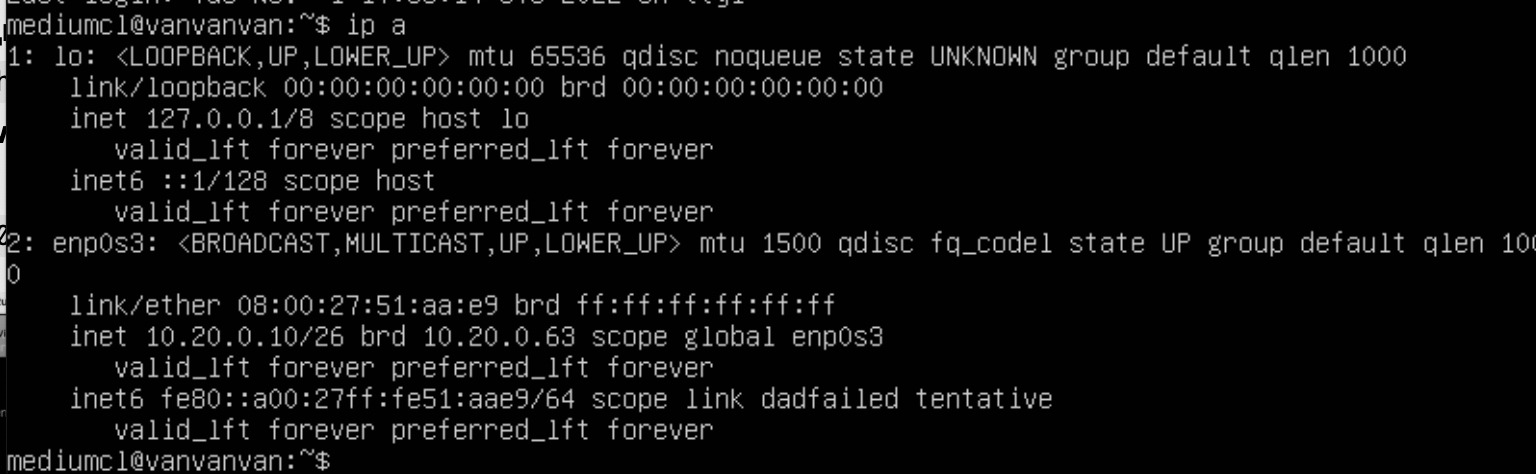 mediumcl@vanvanvan:~$ ip a
1: lo: <LOOPBACK,UP,LOWER_UP> mtu 65536 qdisc noqueue state UNKNOWN group default qlen 1000
    link/loopback 00:00:00:00:00:00 brd 00:00:00:00:00:00
    inet 127.0.0.1/8 scope host lo
       valid_lft forever preferred_lft forever
    inet6 ::1/128 scope host
       valid_lft forever preferred_lft forever
2: enp0s3: <BROADCAST,MULTICAST,UP,LOWER_UP> mtu 1500 qdisc fq_codel state UP group default qlen 100
0
    link/ether 08:00:27:51:aa:e9 brd ff:ff:ff:ff:ff:ff
    inet 10.20.0.10/26 brd 10.20.0.63 scope global enp0s3
       valid_lft forever preferred_lft forever
    inet6 fe80::a00:27ff:fe51:aae9/64 scope link dadfailed tentative
       valid_lft forever preferred_lft forever
mediumcl@vanvanvan:~$